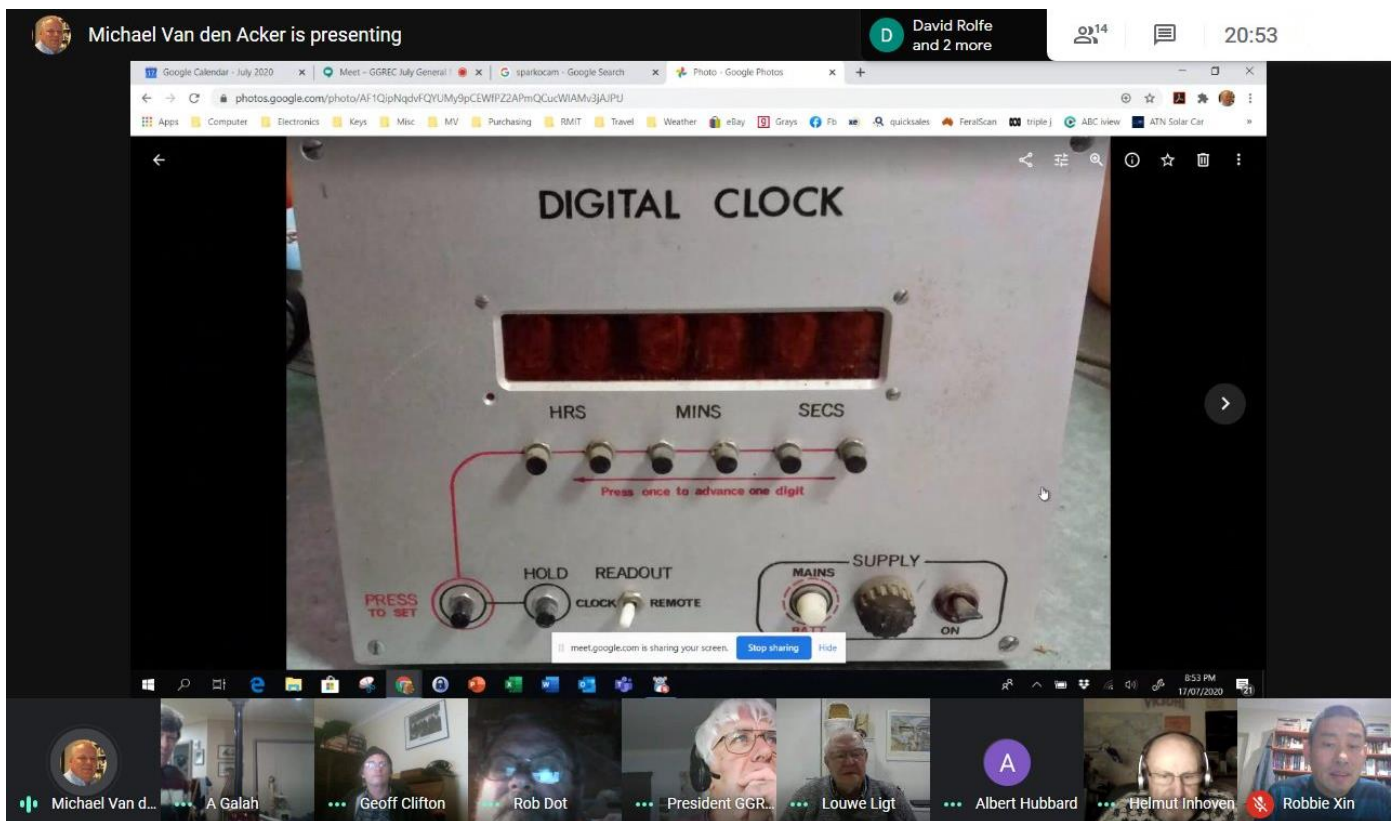 Michael Van den Acker is presenting
D
David Rolfe
and 2 more
14
20:53
Google Calendar - July 2020
Meet – GGREC July General
sparkocam - Google Search
Photo - Google Photos
photos.google.com/photo/
Apps
Computer
Electronics
Keys
Misc
MV
Purchasing
RMIT
Travel
Weather
eBay
Grays
Fb
quicksales
FeralScan
triple j
ABC iview
ATN Solar Car
DIGITAL CLOCK
HRS MINS SECS
Press once to advance one digit
HOLD READOUT
PRESS
TO SET
CLOCK REMOTE
SUPPLY
MAINS
BATT
ON
meet.google.com is sharing your screen. Stop sharing Hide
8:53 PM
17/07/2020
21
Michael Van d...
A Galah
Geoff Clifton
Rob Dot
President GGR...
Louwe Ligt
A
Albert Hubbard
Helmut Inhoven
Robbie Xin